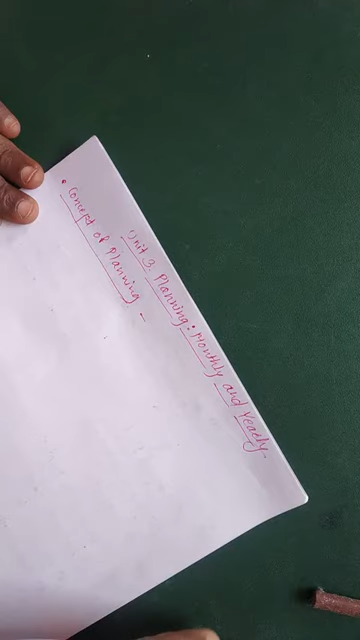 Unit 3. Planning: Monthly and Yearly
• Concept of Planning -